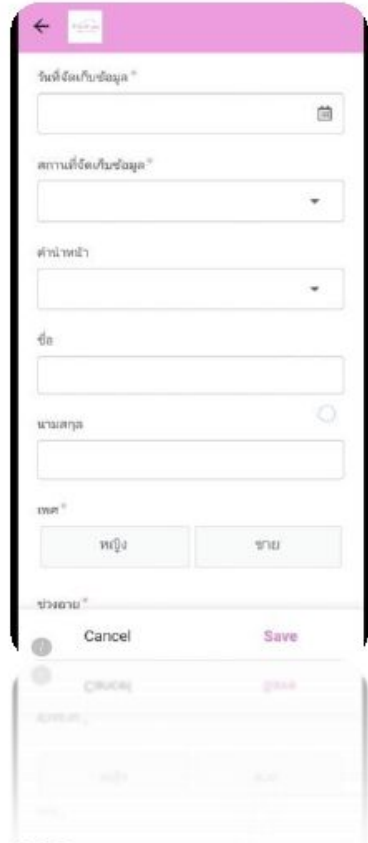 วันที่จัดเก็บข้อมูล *
สถานที่จัดเก็บข้อมูล *
คำนำหน้า
ชื่อ
นามสกุล
เพศ *
หญิง ชาย
ช่วงอายุ *
Cancel Save